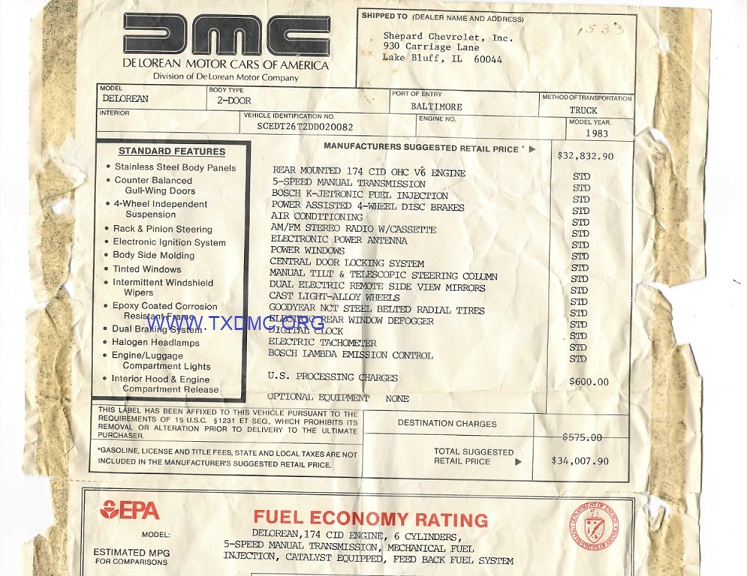 dmc
DELOREAN MOTOR CARS OF AMERICA
Division of DeLorean Motor Company
SHIPPED TO (DEALER NAME AND ADDRESS)
1533
Shepard Chevrolet, Inc.
930 Carriage Lane
Lake Bluff, IL 60044
MODEL
DELOREAN
BODY TYPE
2-DOOR
PORT OF ENTRY
BALTIMORE
METHOD OF TRANSPORTATION
TRUCK
INTERIOR
VEHICLE IDENTIFICATION NO.
SCEDT26T2DD020082
ENGINE NO.
MODEL YEAR
1983
STANDARD FEATURES
• Stainless Steel Body Panels
• Counter Balanced
Gull-Wing Doors
• 4-Wheel Independent
Suspension
• Rack & Pinion Steering
• Electronic Ignition System
• Body Side Molding
• Tinted Windows
• Intermittent Windshield
Wipers
• Epoxy Coated Corrosion
Resistant Frame
• Dual Braking System
• Halogen Headlamps
• Engine/Luggage
Compartment Lights
• Interior Hood & Engine
Compartment Release
WWW.TXDMC.ORG
MANUFACTURERS SUGGESTED RETAIL PRICE * ▶ $32,832.90
REAR MOUNTED 174 CID OHC V6 ENGINE STD
5-SPEED MANUAL TRANSMISSION STD
BOSCH K-JETRONIC FUEL INJECTION STD
POWER ASSISTED 4-WHEEL DISC BRAKES STD
AIR CONDITIONING STD
AM/FM STEREO RADIO W/CASSETTE STD
ELECTRONIC POWER ANTENNA STD
POWER WINDOWS STD
CENTRAL DOOR LOCKING SYSTEM STD
MANUAL TILT & TELESCOPIC STEERING COLUMN STD
DUAL ELECTRIC REMOTE SIDE VIEW MIRRORS STD
CAST LIGHT-ALLOY WHEELS STD
GOODYEAR NCT STEEL BELTED RADIAL TIRES STD
ELECTRIC REAR WINDOW DEFOGGER STD
DIGITAL CLOCK STD
ELECTRIC TACHOMETER STD
BOSCH LAMBDA EMISSION CONTROL STD
U.S. PROCESSING CHARGES $600.00
OPTIONAL EQUIPMENT NONE
THIS LABEL HAS BEEN AFFIXED TO THIS VEHICLE PURSUANT TO THE
REQUIREMENTS OF 15 U.S.C. §1231 ET SEQ., WHICH PROHIBITS ITS
REMOVAL OR ALTERATION PRIOR TO DELIVERY TO THE ULTIMATE
PURCHASER.
*GASOLINE, LICENSE AND TITLE FEES, STATE AND LOCAL TAXES ARE NOT
INCLUDED IN THE MANUFACTURER'S SUGGESTED RETAIL PRICE.
DESTINATION CHARGES
$575.00
TOTAL SUGGESTED
RETAIL PRICE ▶ $34,007.90
EPA
FUEL ECONOMY RATING
MODEL: DELOREAN,174 CID ENGINE, 6 CYLINDERS,
5-SPEED MANUAL TRANSMISSION, MECHANICAL FUEL
INJECTION, CATALYST EQUIPPED, FEED BACK FUEL SYSTEM
ESTIMATED MPG
FOR COMPARISONS